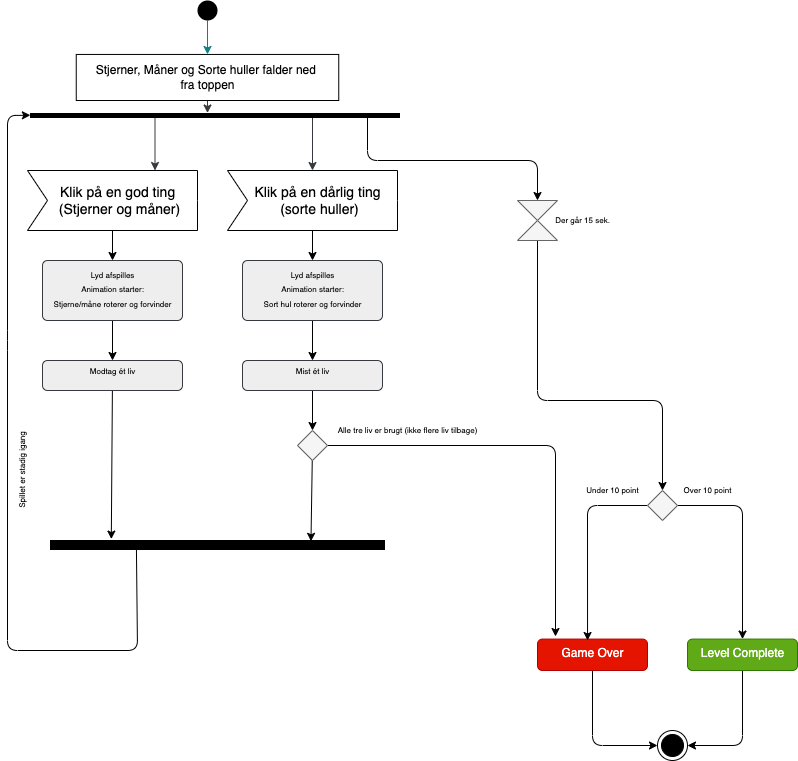 Stjerner, Måner og Sorte huller falder ned
fra toppen
Klik på en god ting
(Stjerner og måner)
Klik på en dårlig ting
(sorte huller)
Der går 15 sek.
Lyd afspilles
Animation starter:
Stjerne/måne roterer og forvinder
Lyd afspilles
Animation starter:
Sort hul roterer og forvinder
Modtag ét liv
Mist ét liv
Alle tre liv er brugt (ikke flere liv tilbage)
Spillet er stadig igang
Under 10 point
Over 10 point
Game Over
Level Complete